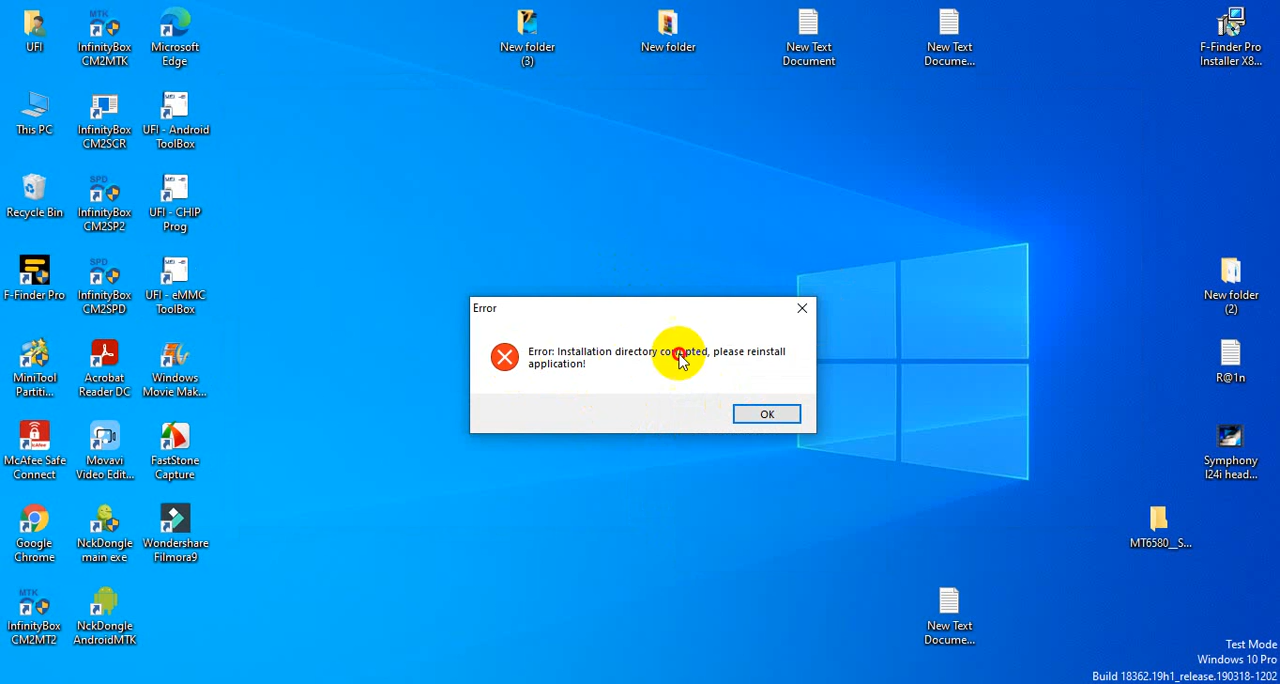 UFI
InfinityBox
CM2MTK
Microsoft
Edge
New folder
(3)
New folder
New Text
Document
New Text
Docume...
F-Finder Pro
Installer X8...
This PC
InfinityBox
CM2SCR
UFI - Android
ToolBox
Recycle Bin
InfinityBox
CM2SP2
UFI - CHIP
Prog
F-Finder Pro
InfinityBox
CM2SPD
UFI - eMMC
ToolBox
New folder
(2)
Error
Error: Installation directory please reinstall
application!
OK
MiniTool
Partiti...
Acrobat
Reader DC
Windows
Movie Mak...
R@1n
McAfee Safe
Connect
Movavi
Video Edit...
FastStone
Capture
Symphony
I24i head...
Google
Chrome
NckDongle
main exe
Wondershare
Filmora9
MT6580__S...
MTK
InfinityBox
CM2MT2
NckDongle
AndroidMTK
New Text
Docume...
Test Mode
Windows 10 Pro
Build 18362.19h1_release.190318-1202